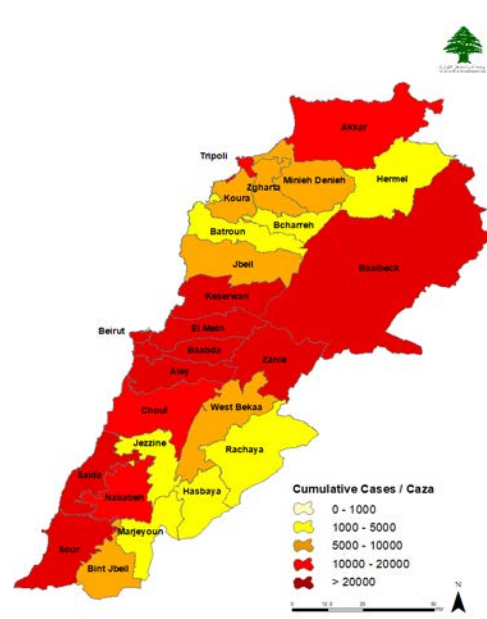 Akkar
Tripoli
Hermel
Minieh Denieh
Zgharta
Koura
Bcharreh
Batroun
Jbeil
Baalbeck
Keserwan
El Metn
Beirut
Baabda
Zahle
Aley
Chouf
West Bekaa
Jezzine
Rachaya
Saida
Hasbaya
Nabatieh
Marjeyoun
Sour
Bint Jbeil
Cumulative Cases / Caza
0 - 1000
1000 - 5000
5000 - 10000
10000 - 20000
> 20000
N